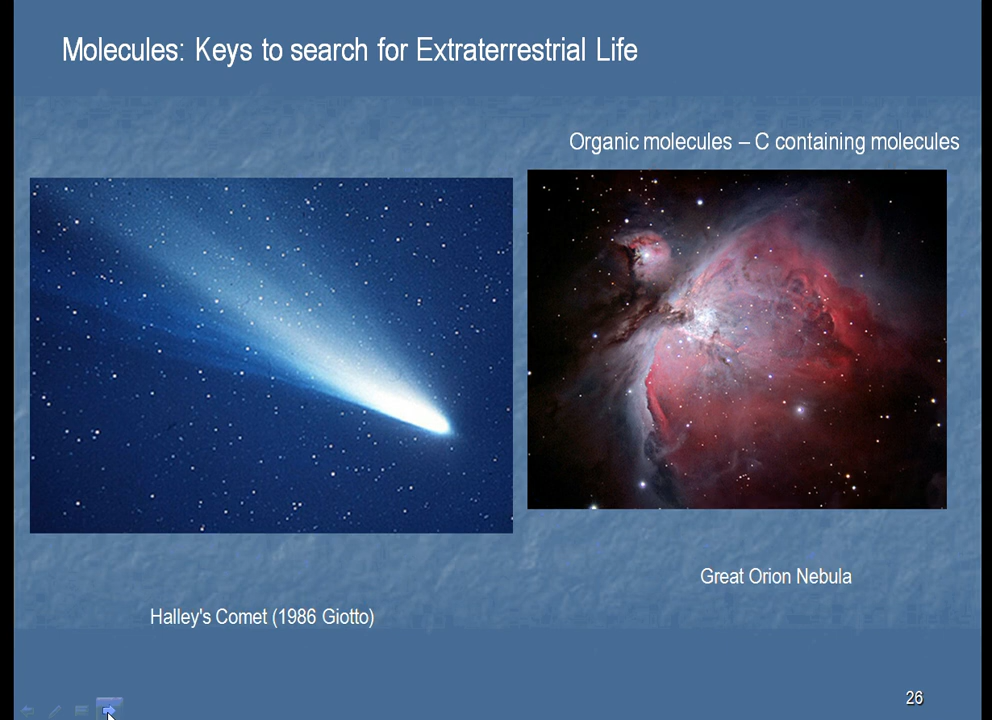 Molecules: Keys to search for Extraterrestrial Life
Organic molecules – C containing molecules
Great Orion Nebula
Halley's Comet (1986 Giotto)
26